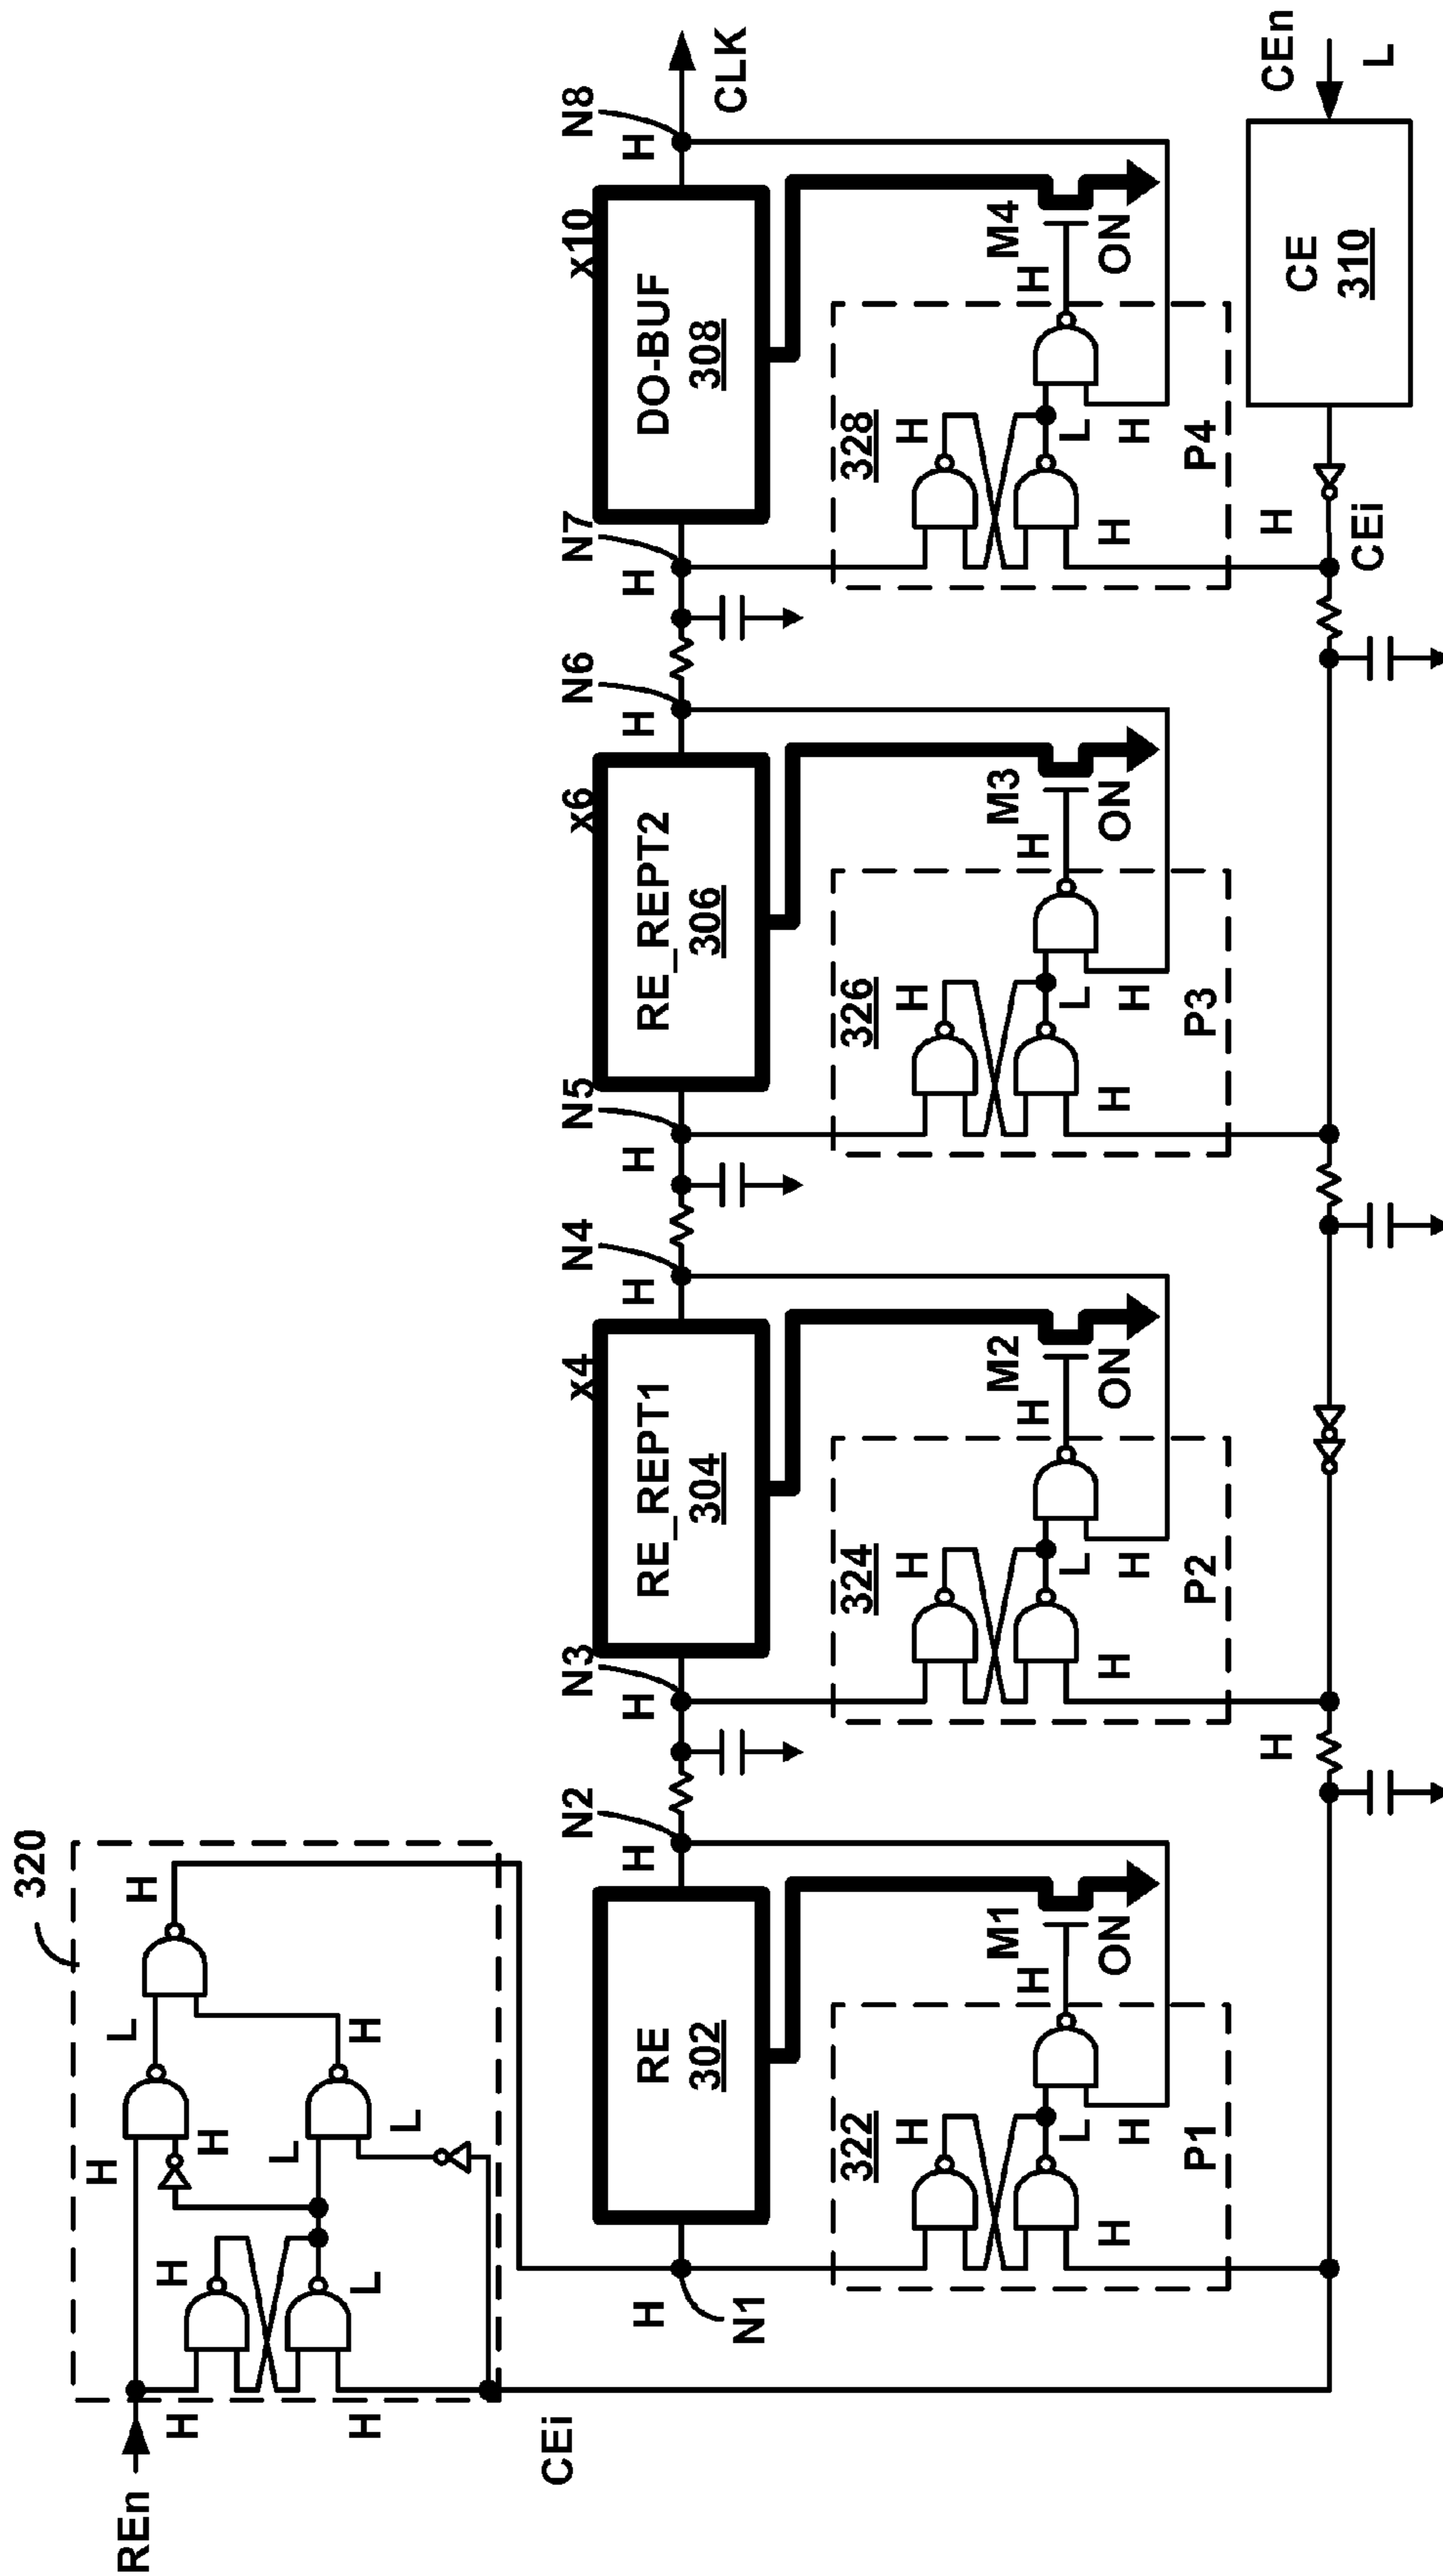 320
H
L
H
REn
H
H
H
L
H
L
H
L
CEi
N2
x4
N3
N4
x6
N5
N6
x10
N7
N8
H
H
H
H
H
H
H
H
RE
302
RE_REPT1
304
RE_REPT2
306
DO-BUF
308
CLK
N1
322
H
M1
H
L
H
H
ON
P1
324
H
M2
H
L
H
H
ON
P2
326
H
M3
H
L
H
H
ON
P3
328
H
M4
H
L
H
H
ON
P4
H
H
CEi
CE
310
CEn
L